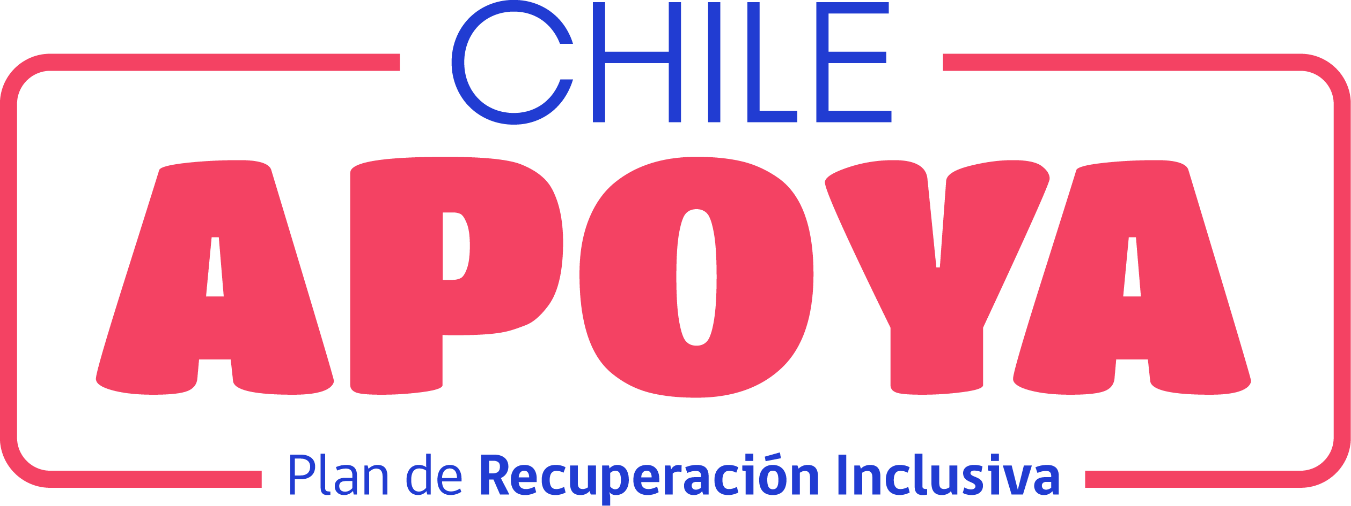 CHILE
APOYA
Plan de Recuperación Inclusiva